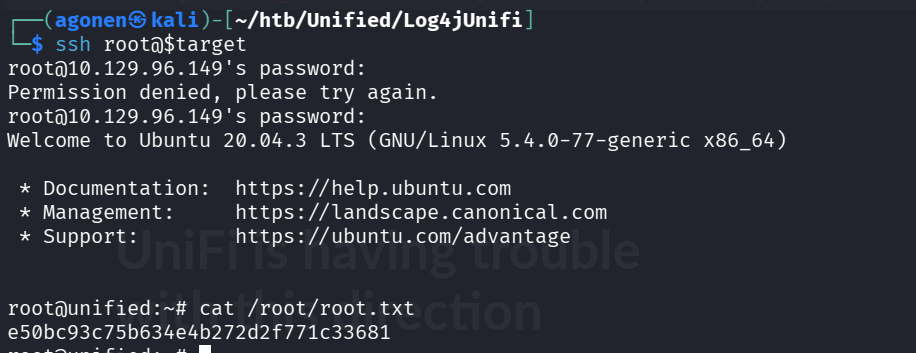 ┌──(agonen㉿kali)-[~/htb/Unified/Log4jUnifi]
└─$ ssh root@$target
root@10.129.96.149's password:
Permission denied, please try again.
root@10.129.96.149's password:
Welcome to Ubuntu 20.04.3 LTS (GNU/Linux 5.4.0-77-generic x86_64)
 * Documentation:  https://help.ubuntu.com
 * Management:     https://landscape.canonical.com
 * Support:        https://ubuntu.com/advantage
UniFi is having trouble
with this direction
root@unified:~# cat /root/root.txt
e50bc93c75b634e4b272d2f771c33681
root@unified:~#